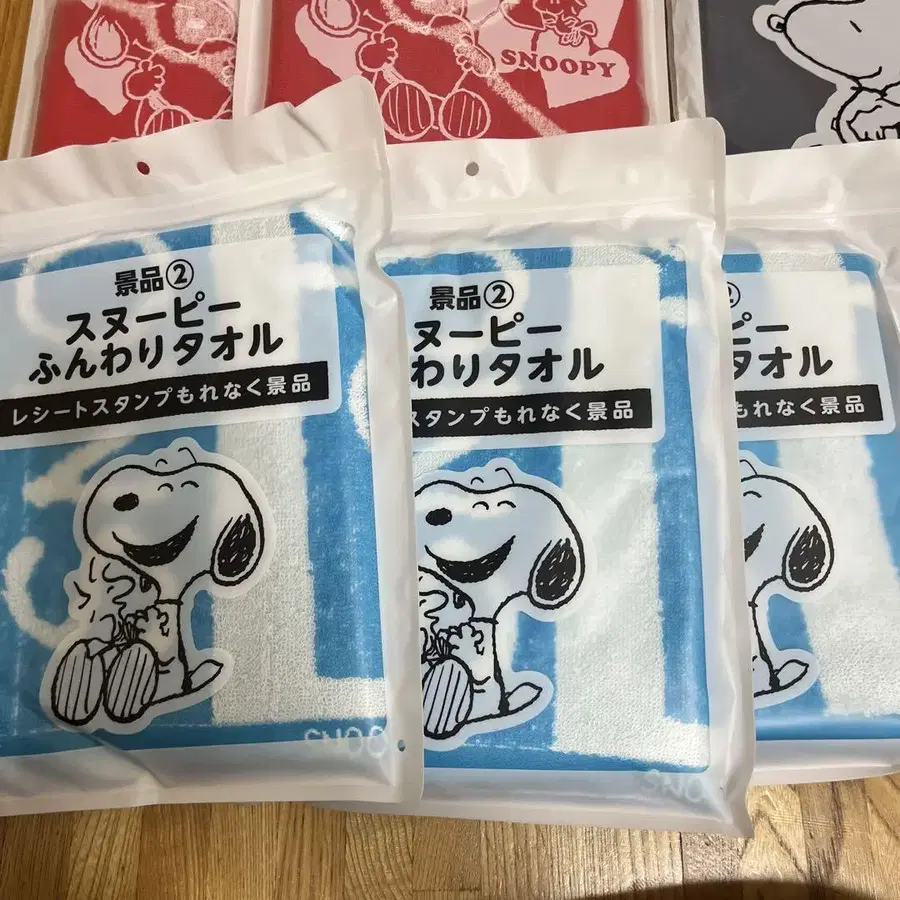 SNOOPY
景品②
スヌーピー
ふんわりタオル
レシートスタンプもれなく景品
景品②
ヌーピー
わりタオル
スタンプもれなく景品
②
ピー
タオル
もれなく景品
SNOO
SNO